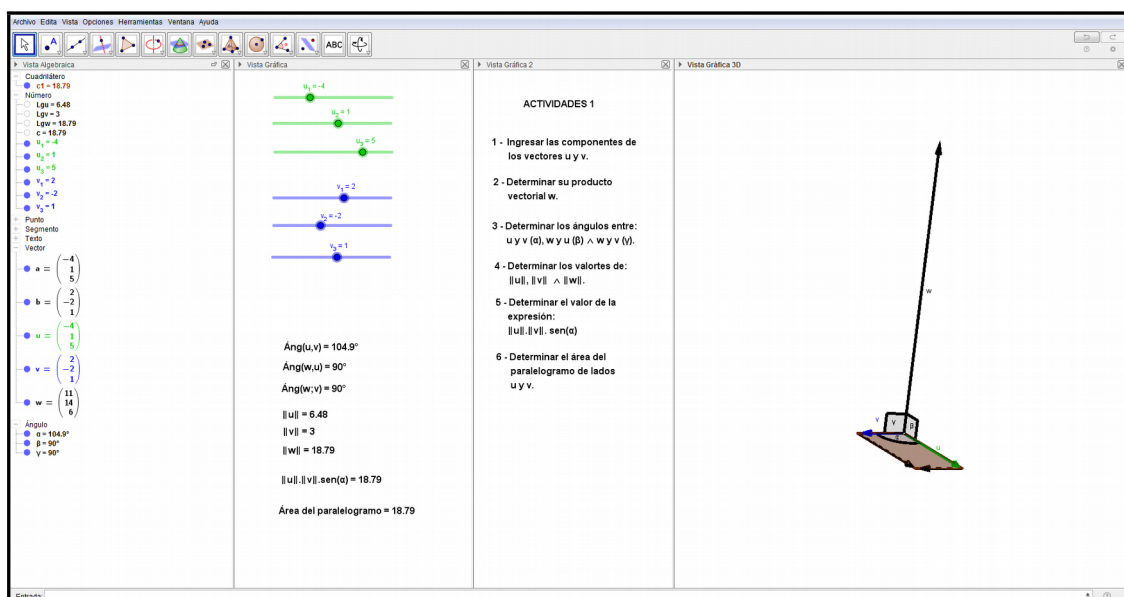 Archivo Edita Vista Opciones Herramientas Ventana Ayuda
ABC
Vista Algebraica
Cuadrilátero
c1 = 18.79
Número
Lgu = 6.48
Lgv = 3
Lgw = 18.79
c = 18.79
u₁ = -4
u₂ = 1
u₃ = 5
v₁ = 2
v₂ = -2
v₃ = 1
Punto
Segmento
Texto
Vector
a = (−4 1 5)
b = (2 −2 1)
u = (−4 1 5)
v = (2 −2 1)
w = (11 14 6)
Ángulo
α = 104.9°
β = 90°
γ = 90°
Vista Gráfica
u₁ = -4
u₂ = 1
u₃ = 5
v₁ = 2
v₂ = -2
v₃ = 1
Áng(u,v) = 104.9°
Áng(w,u) = 90°
Áng(w;v) = 90°
||u|| = 6.48
||v|| = 3
||w|| = 18.79
||u||.||v||.sen(α) = 18.79
Área del paralelogramo = 18.79
Vista Gráfica 2
ACTIVIDADES 1
1 - Ingresar las componentes de
los vectores u y v.
2 - Determinar su producto
vectorial w.
3 - Determinar los ángulos entre:
u y v (α), w y u (β) ∧ w y v (γ).
4 - Determinar los valortes de:
||u||, ||v|| ∧ ||w||.
5 - Determinar el valor de la
expresión:
||u||.||v||. sen(α)
6 - Determinar el área del
paralelogramo de lados
u y v.
Vista Gráfica 3D
w
v
γ
β
u
Entrada: